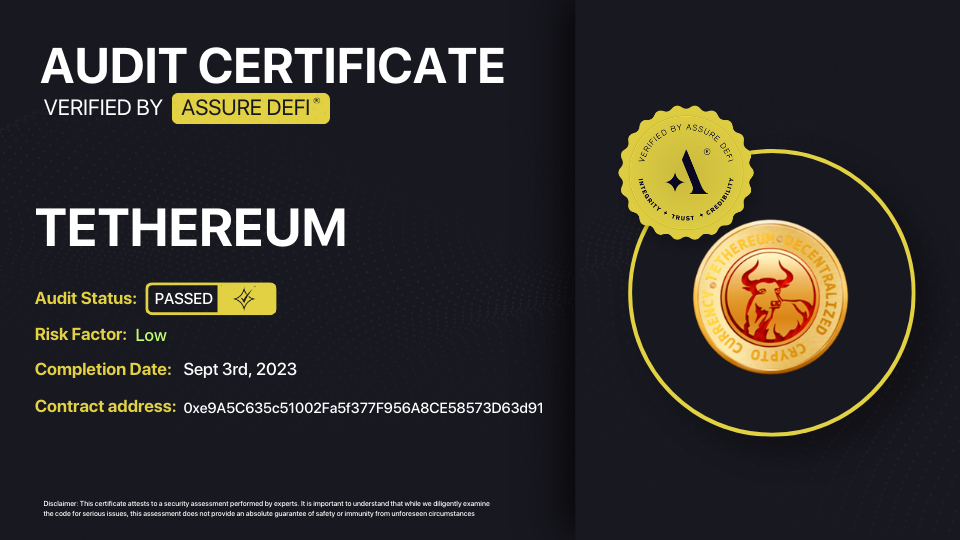 AUDIT CERTIFICATE
VERIFIED BY ASSURE DEFI ®
TETHEREUM
Audit Status: PASSED
Risk Factor: Low
Completion Date: Sept 3rd, 2023
Contract address: 0xe9A5C635c51002Fa5f377F956A8CE58573D63d91
Disclaimer: This certificate attests to a security assessment performed by experts. It is important to understand that while we diligently examine
the code for serious issues, this assessment does not provide an absolute guarantee of safety or immunity from unforeseen circumstances
VERIFIED BY ASSURE DEFI
®
INTEGRITY ✦ TRUST ✦ CREDIBILITY
TETHEREUM DECENTRALIZED CRYPTO CURRENCY